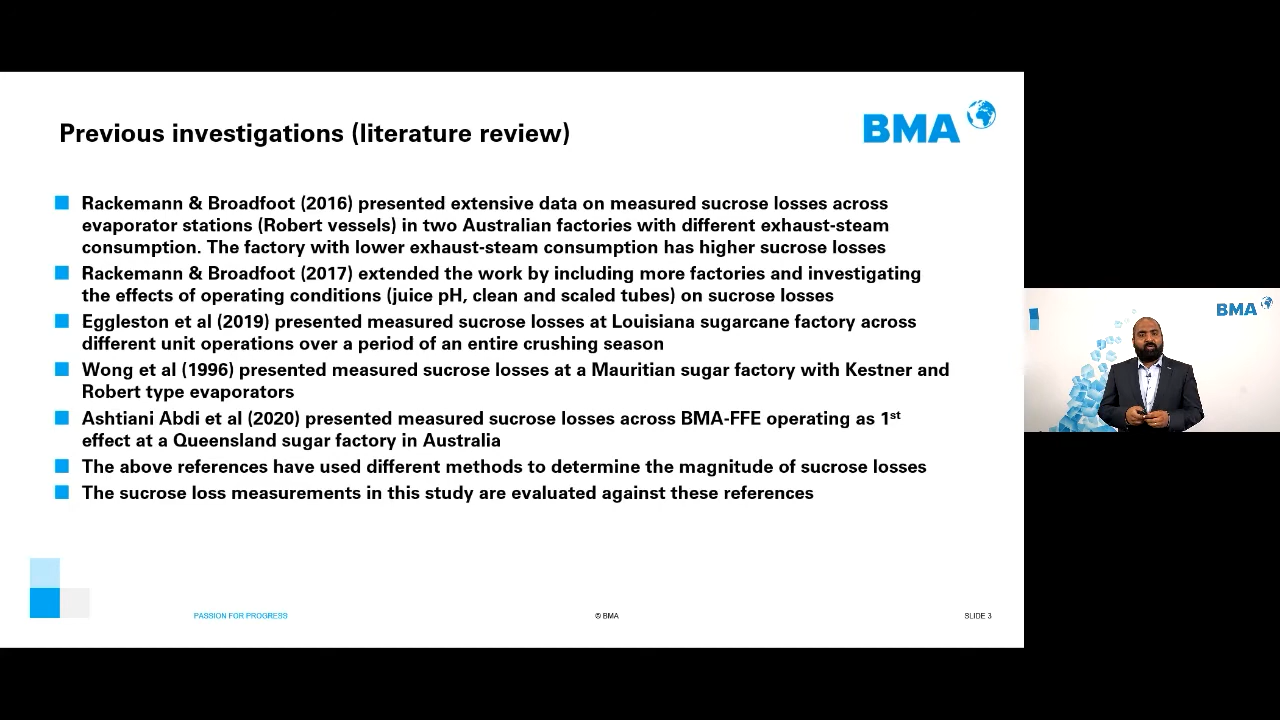 Previous investigations (literature review)
BMA
Rackemann & Broadfoot (2016) presented extensive data on measured sucrose losses across
evaporator stations (Robert vessels) in two Australian factories with different exhaust-steam
consumption. The factory with lower exhaust-steam consumption has higher sucrose losses
Rackemann & Broadfoot (2017) extended the work by including more factories and investigating
the effects of operating conditions (juice pH, clean and scaled tubes) on sucrose losses
Eggleston et al (2019) presented measured sucrose losses at Louisiana sugarcane factory across
different unit operations over a period of an entire crushing season
Wong et al (1996) presented measured sucrose losses at a Mauritian sugar factory with Kestner and
Robert type evaporators
Ashtiani Abdi et al (2020) presented measured sucrose losses across BMA-FFE operating as 1st
effect at a Queensland sugar factory in Australia
The above references have used different methods to determine the magnitude of sucrose losses
The sucrose loss measurements in this study are evaluated against these references
PASSION FOR PROGRESS
© BMA
SLIDE 3
BMA